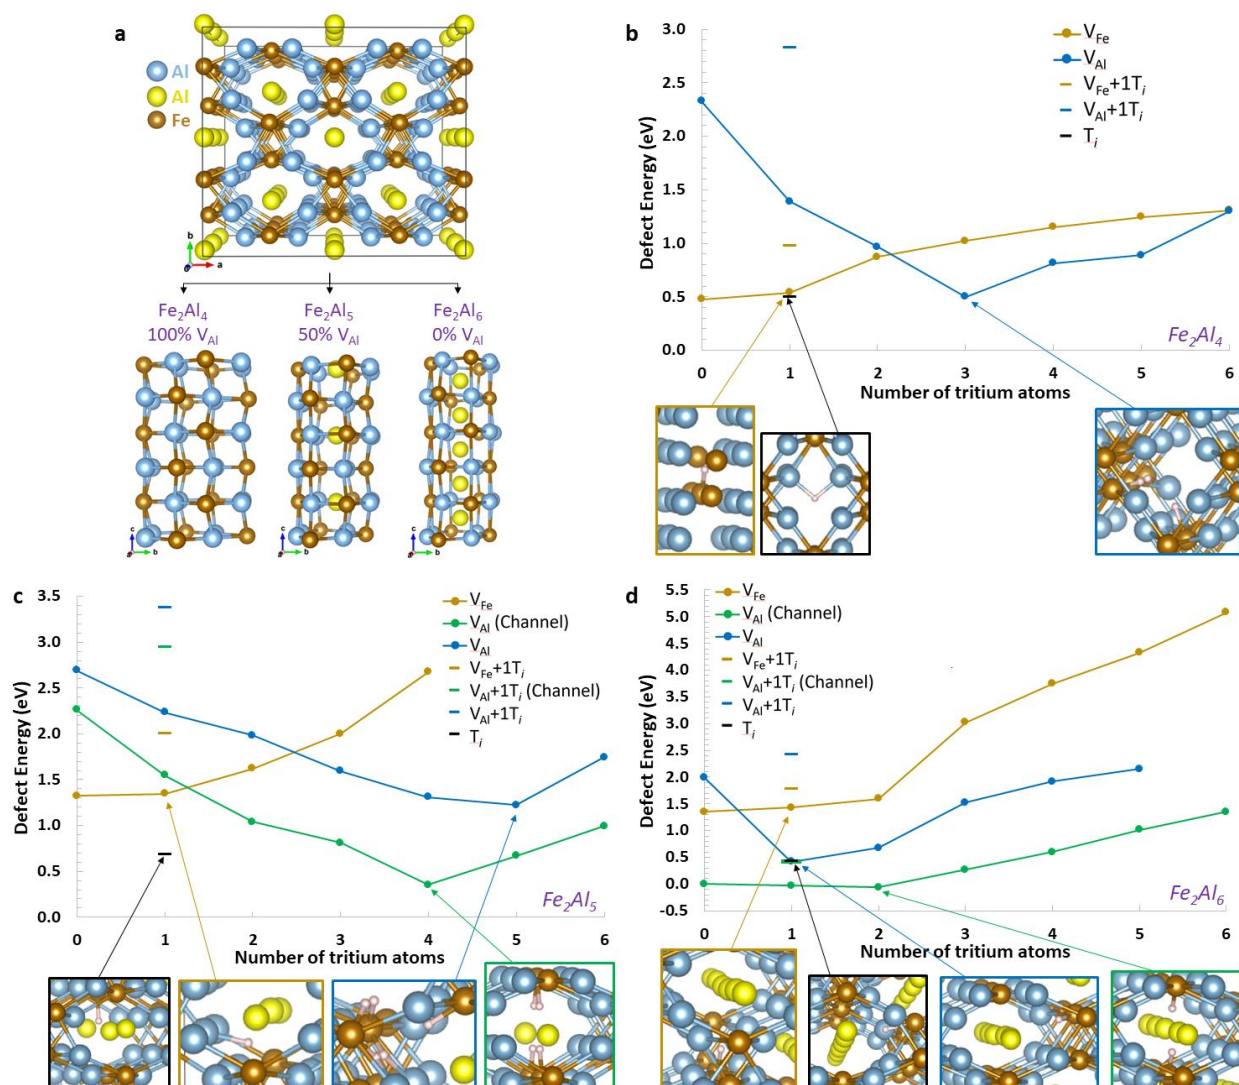 a
Al
Al
Fe
b
a
Fe2Al4
100% VAl
Fe2Al5
50% VAl
Fe2Al6
0% VAl
c
b
c
b
c
b
b
Defect Energy (eV)
3.0
2.5
2.0
1.5
1.0
0.5
0.0
VFe
VAl
VFe+1Ti
VAl+1Ti
Ti
Fe2Al4
0 1 2 3 4 5 6
Number of tritium atoms
c
Defect Energy (eV)
3.5
3.0
2.5
2.0
1.5
1.0
0.5
0.0
VFe
VAl (Channel)
VAl
VFe+1Ti
VAl+1Ti (Channel)
VAl+1Ti
Ti
Fe2Al5
0 1 2 3 4 5 6
Number of tritium atoms
d
Defect Energy (eV)
5.5
5.0
4.5
4.0
3.5
3.0
2.5
2.0
1.5
1.0
0.5
0.0
-0.5
VFe
VAl (Channel)
VAl
VFe+1Ti
VAl+1Ti (Channel)
VAl+1Ti
Ti
Fe2Al6
0 1 2 3 4 5 6
Number of tritium atoms